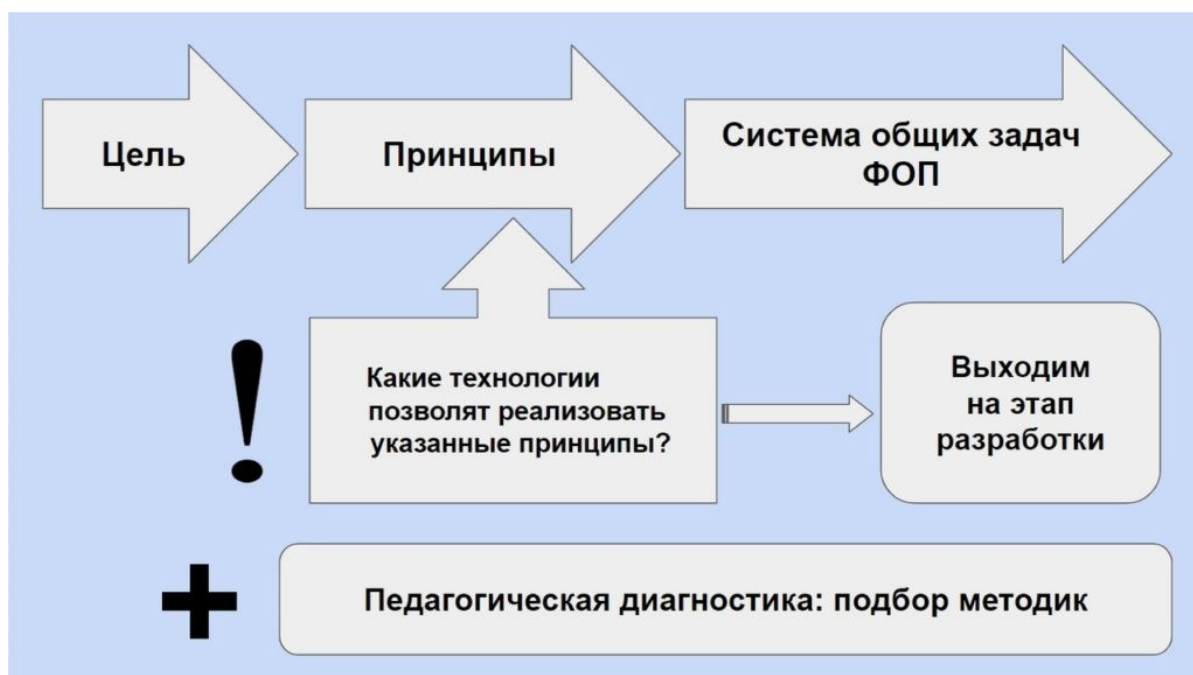 Цель
Принципы
Система общих задач
ФОП
Какие технологии
позволят реализовать
указанные принципы?
Выходим
на этап
разработки
Педагогическая диагностика: подбор методик